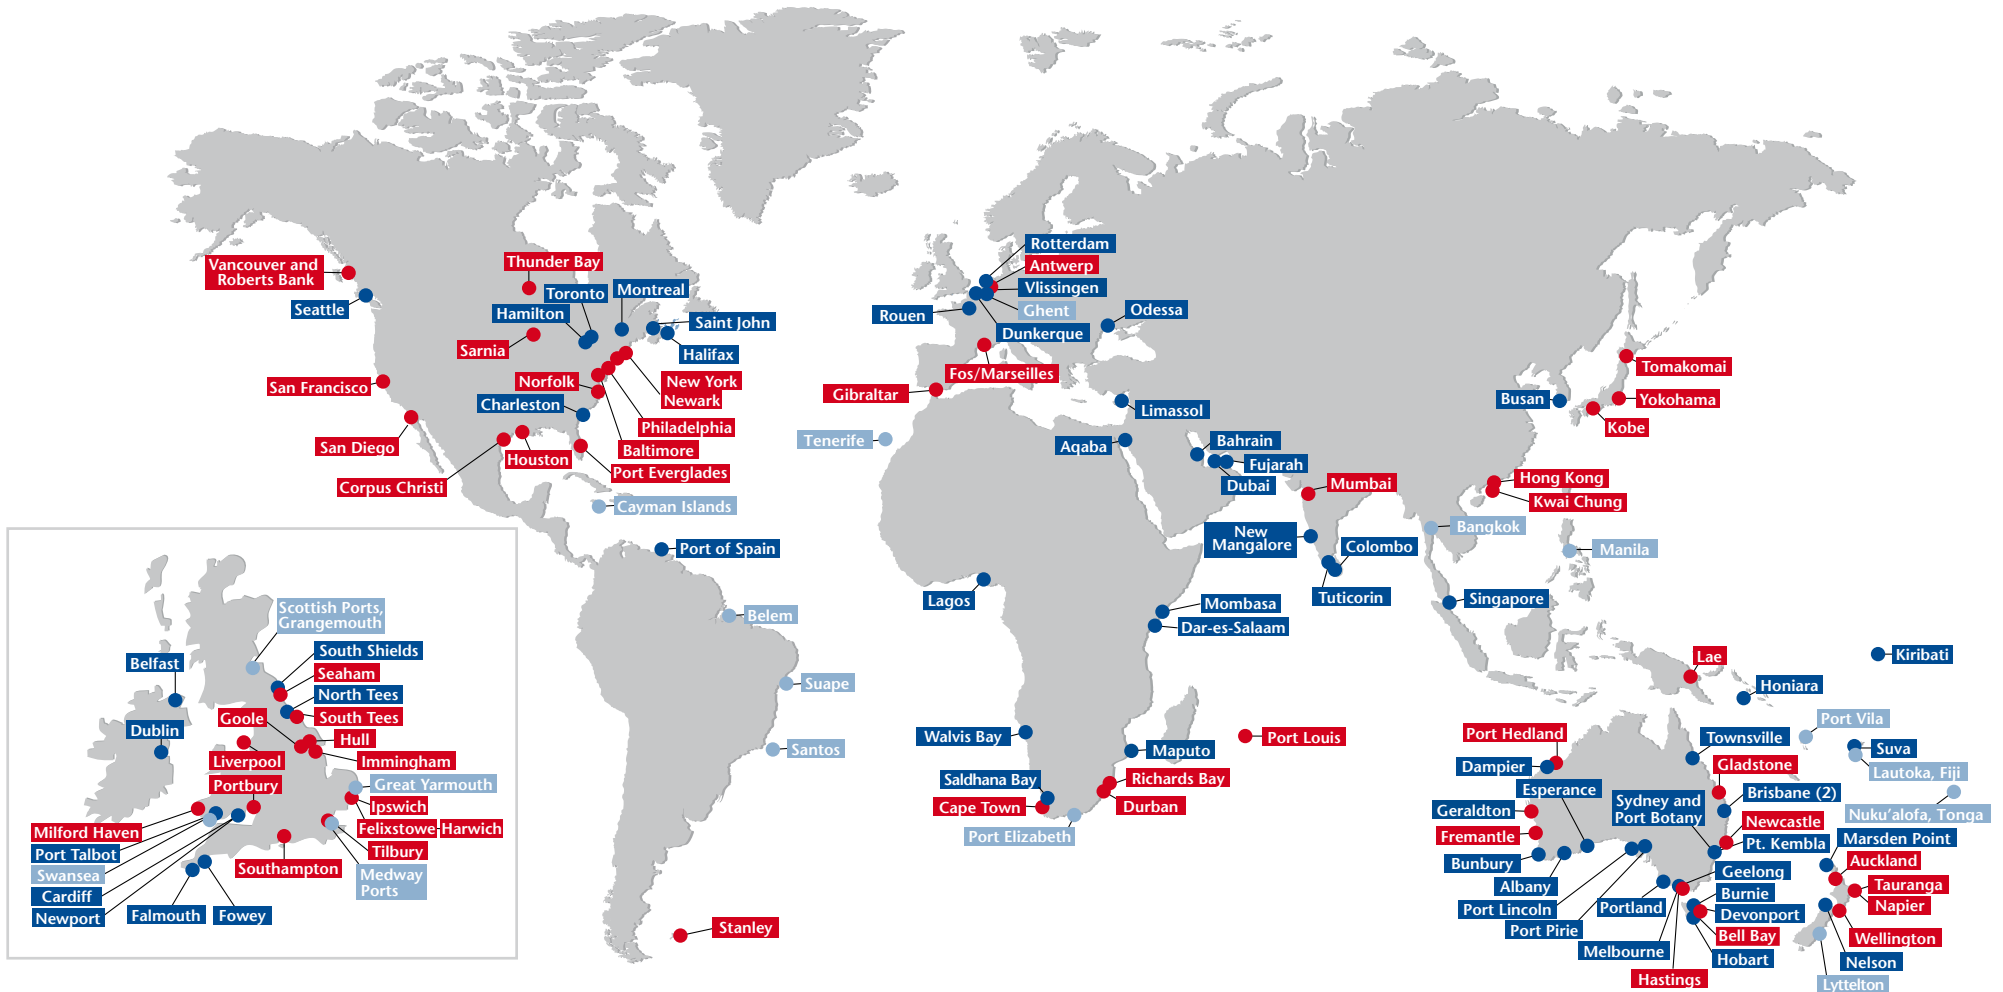 Vancouver and
Roberts Bank
Seattle
San Francisco
San Diego
Corpus Christi
Thunder Bay
Toronto
Montreal
Hamilton
Saint John
Halifax
Sarnia
Norfolk
New York
Newark
Charleston
Philadelphia
Baltimore
Houston
Port Everglades
Cayman Islands
Port of Spain
Belem
Suape
Santos
Stanley
Rotterdam
Antwerp
Vlissingen
Ghent
Rouen
Dunkerque
Odessa
Fos/Marseilles
Gibraltar
Limassol
Tenerife
Aqaba
Bahrain
Fujarah
Dubai
Mumbai
New
Mangalore
Colombo
Tuticorin
Lagos
Mombasa
Dar-es-Salaam
Walvis Bay
Maputo
Port Louis
Saldhana Bay
Richards Bay
Cape Town
Durban
Port Elizabeth
Tomakomai
Busan
Yokohama
Kobe
Hong Kong
Kwai Chung
Bangkok
Manila
Singapore
Lae
Kiribati
Honiara
Port Vila
Suva
Lautoka, Fiji
Nuku’alofa, Tonga
Port Hedland
Dampier
Townsville
Gladstone
Esperance
Brisbane (2)
Geraldton
Sydney and
Port Botany
Newcastle
Fremantle
Pt. Kembla
Marsden Point
Bunbury
Geelong
Auckland
Albany
Burnie
Tauranga
Port Lincoln
Portland
Devonport
Napier
Port Pirie
Bell Bay
Wellington
Melbourne
Hobart
Nelson
Hastings
Lyttelton
Scottish Ports,
Grangemouth
Belfast
South Shields
Seaham
North Tees
Goole
South Tees
Dublin
Hull
Liverpool
Immingham
Portbury
Great Yarmouth
Ipswich
Milford Haven
Felixstowe Harwich
Port Talbot
Tilbury
Swansea
Southampton
Medway
Ports
Cardiff
Newport
Falmouth
Fowey